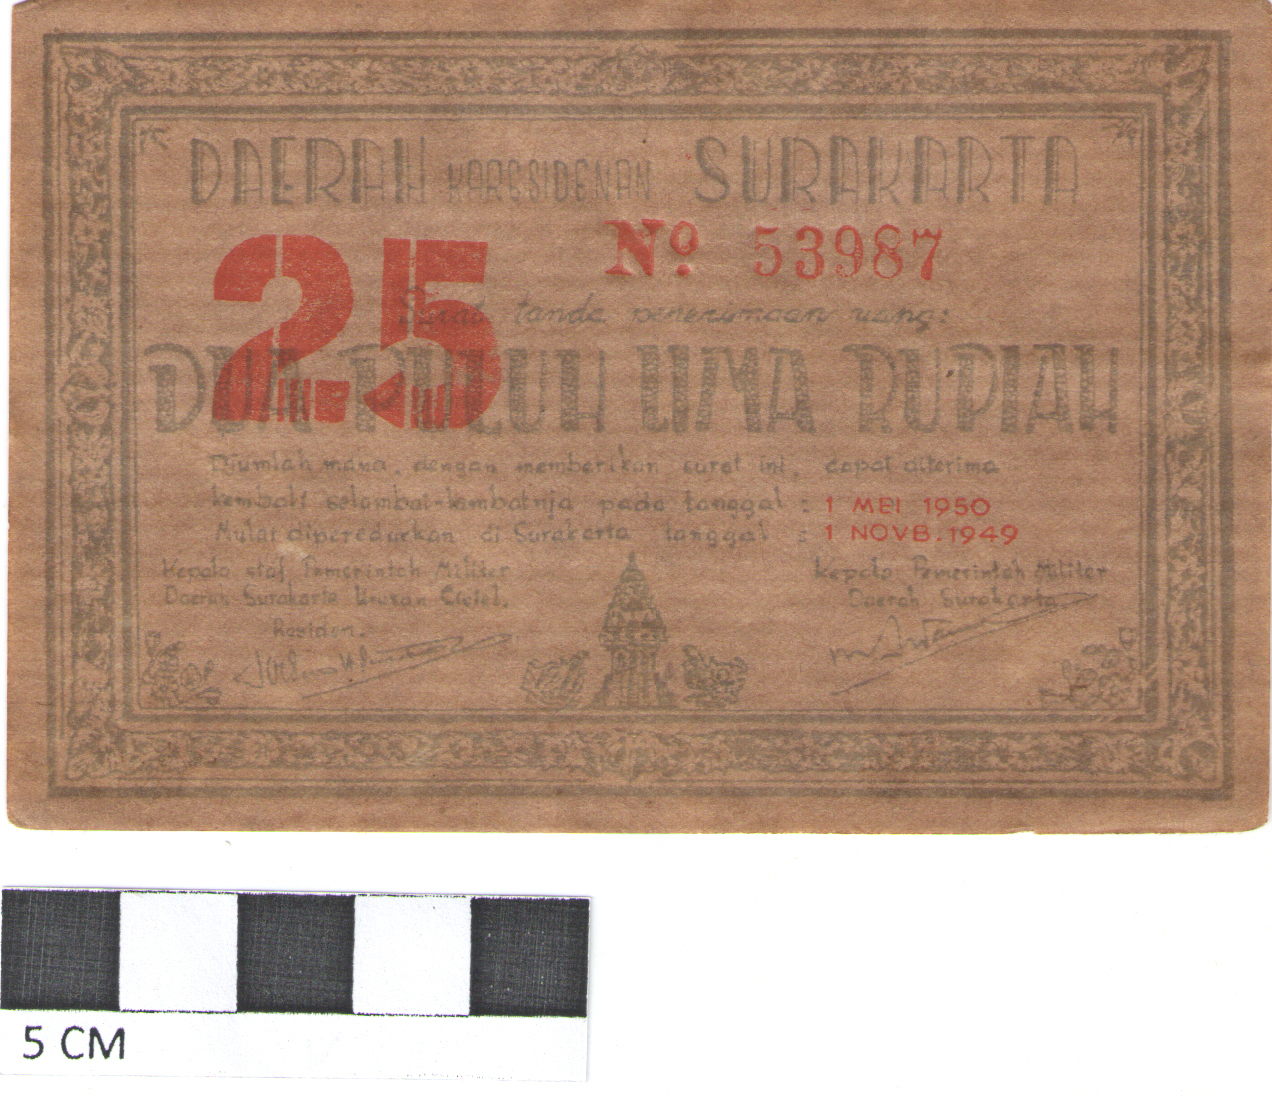 DAERAH KARESIDENAN SURAKARTA
25
No 53987
Surat tanda penerimaan uang:
DUA PULUH LIMA RUPIAH
Djumlah mana, dengan memberikan surat ini, dapat diterima
kembali selambat-lambatnja pada tanggal : 1 MEI 1950
Mulai diperedarkan di Surakarta tanggal : 1 NOVB. 1949
Kepala staf Pemerintah Militer
Daerah Surakarta Urusan Civiel.
Residen.
Kepala Pemerintah Militer
Daerah Surakarta.
5 CM